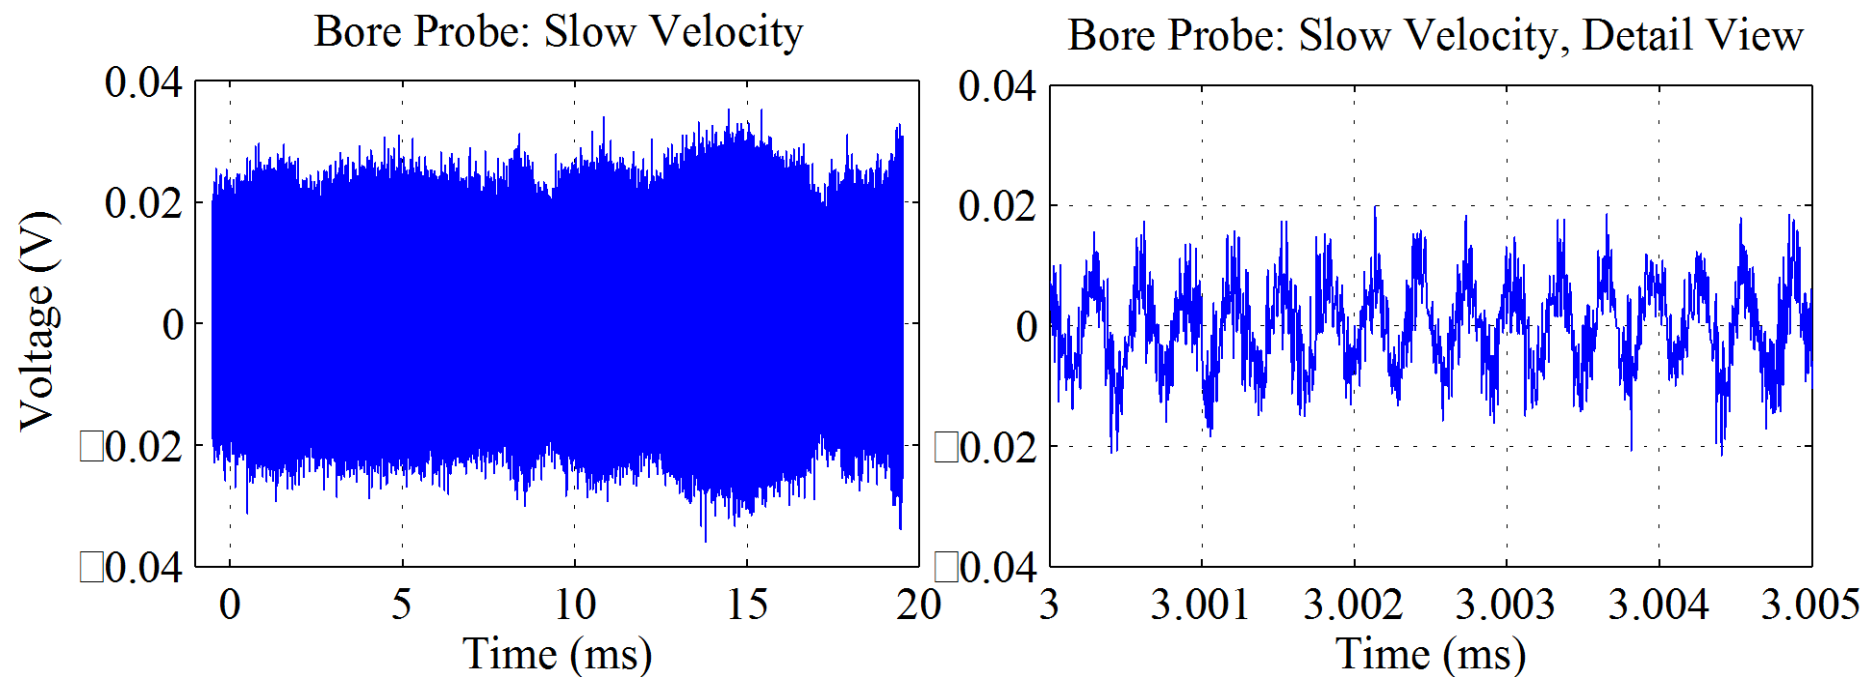 Bore Probe: Slow Velocity
0.04
0.02
0
□0.02
□0.04
Voltage (V)
0 5 10 15 20
Time (ms)
Bore Probe: Slow Velocity, Detail View
0.04
0.02
0
□0.02
□0.04
3 3.001 3.002 3.003 3.004 3.005
Time (ms)